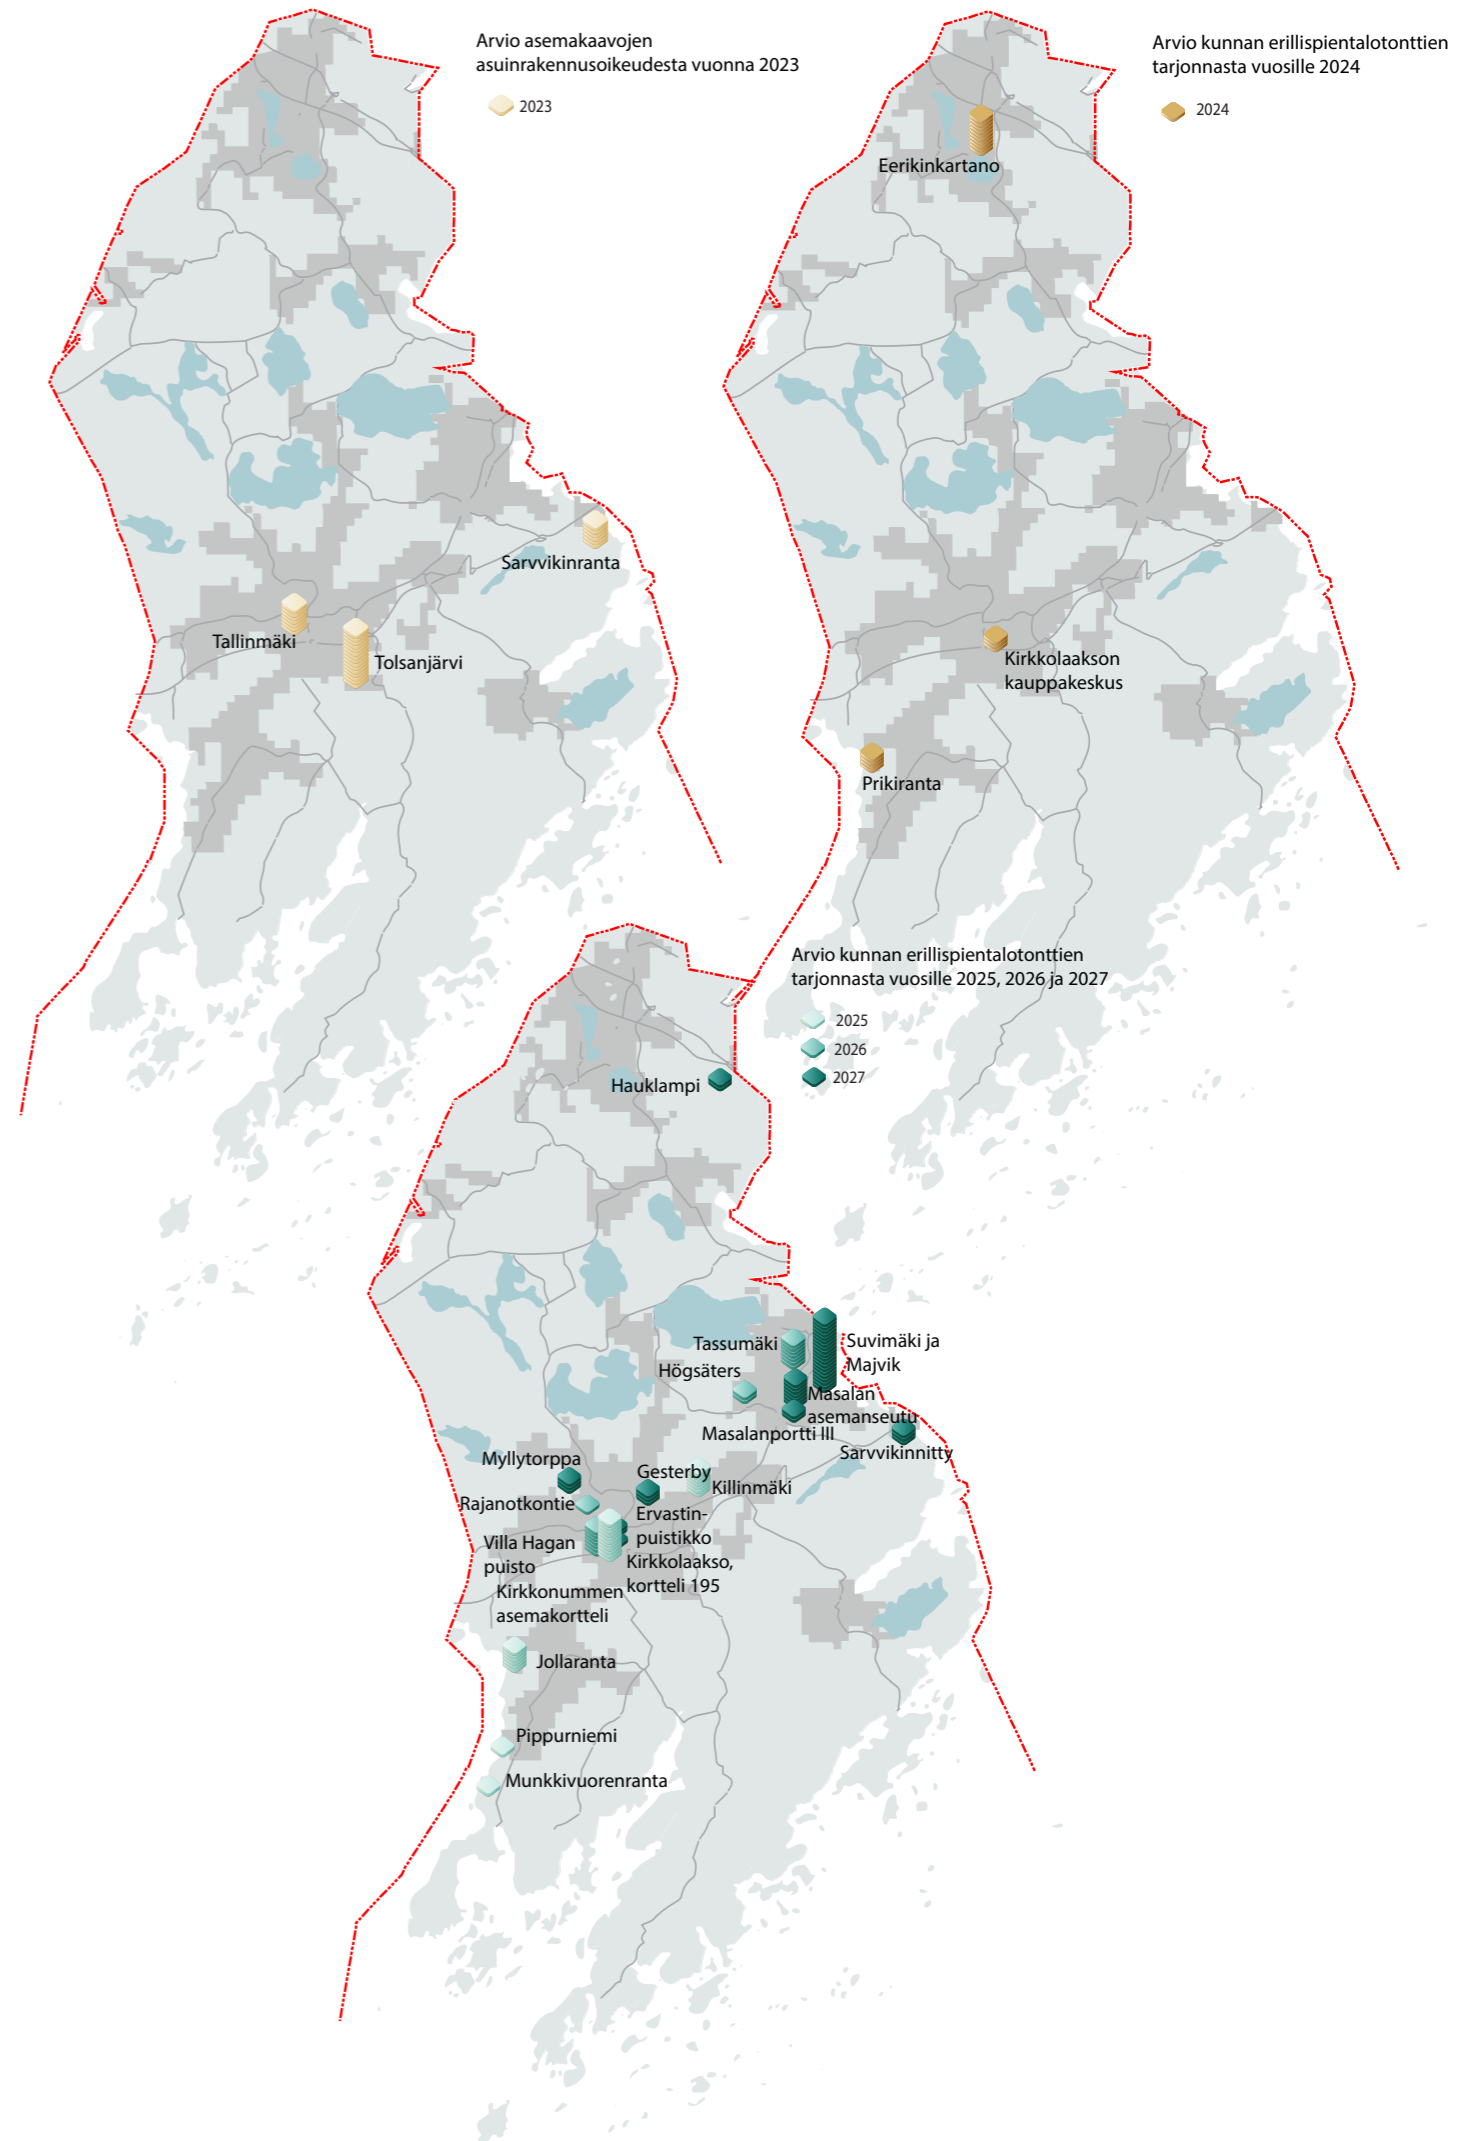 Arvio asemakaavojen
asuinrakennusoikeudesta vuonna 2023
2023
Sarvvikinranta
Tallinmäki
Tolsanjärvi
Arvio kunnan erillispientalotonttien
tarjonnasta vuosille 2024
2024
Eerikinkartano
Kirkkolaakson
kauppakeskus
Prikiranta
Arvio kunnan erillispientalotonttien
tarjonnasta vuosille 2025, 2026 ja 2027
2025
2026
2027
Hauklampi
Tassumäki
Suvimäki ja
Majvik
Högsäters
Masalan
asemanseutu
Masalanportti III
Sarvvikinnitty
Myllytorppa
Gesterby
Killinmäki
Rajanotkontie
Ervastin-
puistikko
Villa Hagan
puisto
Kirkkolaakso,
kortteli 195
Kirkkonummen
asemakortteli
Jollaranta
Pippurniemi
Munkkivuorenranta